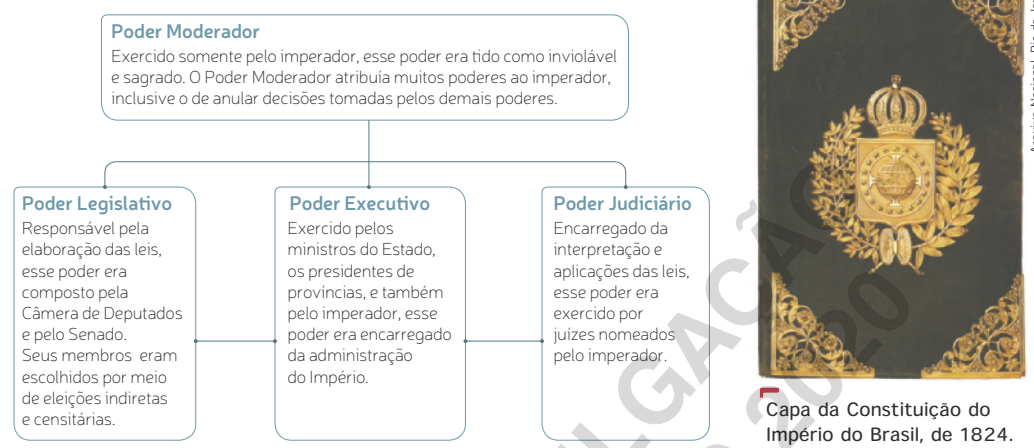 Poder Moderador
Exercido somente pelo imperador, esse poder era tido como inviolável
e sagrado. O Poder Moderador atribuía muitos poderes ao imperador,
inclusive o de anular decisões tomadas pelos demais poderes.
Poder Legislativo
Responsável pela
elaboração das leis,
esse poder era
composto pela
Câmera de Deputados
e pelo Senado.
Seus membros eram
escolhidos por meio
de eleições indiretas
e censitárias.
Poder Executivo
Exercido pelos
ministros do Estado,
os presidentes de
províncias, e também
pelo imperador, esse
poder era encarregado
da administração
do Império.
Poder Judiciário
Encarregado da
interpretação e
aplicações das leis,
esse poder era
exercido por
juízes nomeados
pelo imperador.
Capa da Constituição do
Império do Brasil, de 1824.